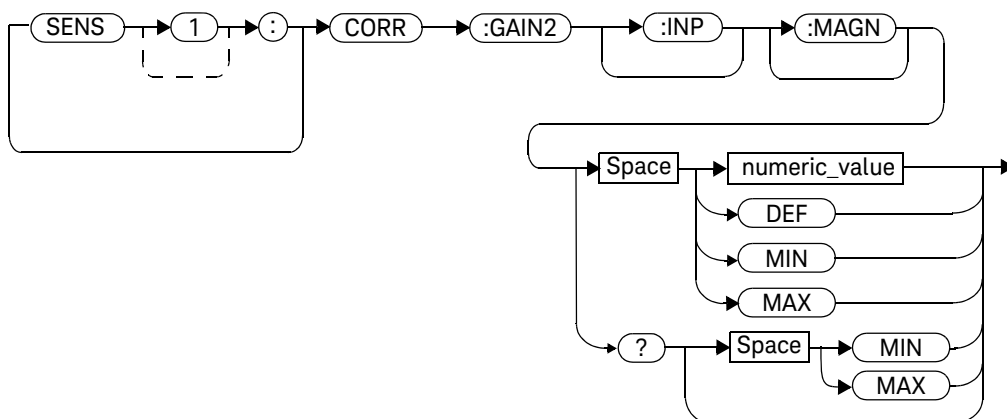 SENS 1 : CORR :GAIN2 :INP :MAGN
Space numeric_value
DEF
MIN
MAX
? Space MIN
MAX